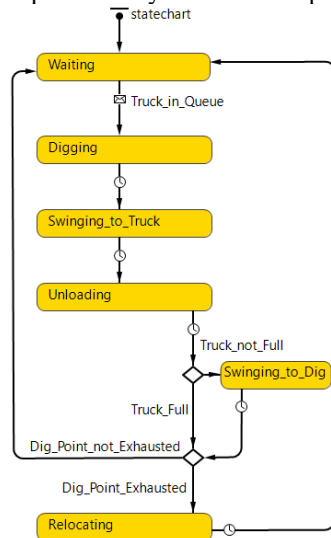 statechart
Waiting
Truck_in_Queue
Digging
Swinging_to_Truck
Unloading
Truck_not_Full
Swinging_to_Dig
Truck_Full
Dig_Point_not_Exhausted
Dig_Point_Exhausted
Relocating